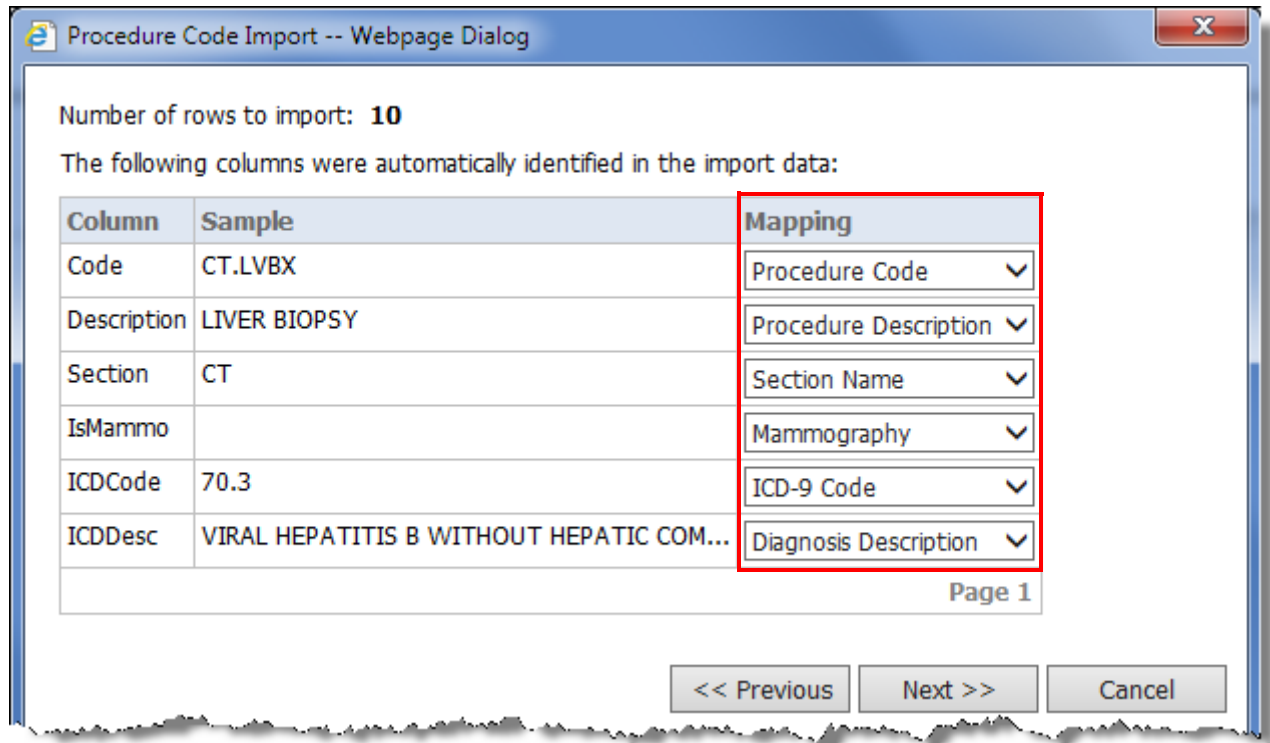 Procedure Code Import -- Webpage Dialog
X
Number of rows to import: 10
The following columns were automatically identified in the import data:
Column Sample Mapping
Code CT.LVBX Procedure Code
Description LIVER BIOPSY Procedure Description
Section CT Section Name
IsMammo Mammography
ICDCode 70.3 ICD-9 Code
ICDDesc VIRAL HEPATITIS B WITHOUT HEPATIC COM... Diagnosis Description
Page 1
<< Previous Next >> Cancel